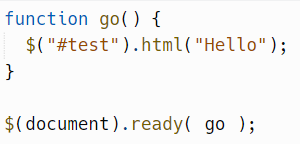 function go() {
  $("#test").html("Hello");
}

$(document).ready( go );